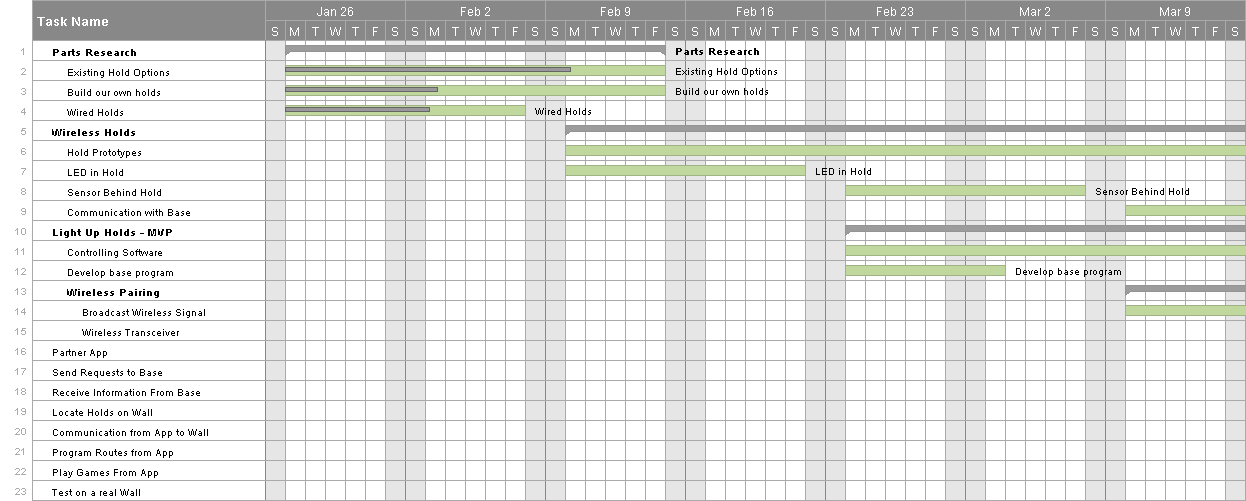 Task Name Jan 26 Feb 2 Feb 9 Feb 16 Feb 23 Mar 2 Mar 9
S M T W T F S S M T W T F S S M T W T F S S M T W T F S S M T W T F S S M T W T F S S M T W T F S
1 Parts Research Parts Research
2 Existing Hold Options Existing Hold Options
3 Build our own holds Build our own holds
4 Wired Holds Wired Holds
5 Wireless Holds
6 Hold Prototypes
7 LED in Hold LED in Hold
8 Sensor Behind Hold Sensor Behind Hold
9 Communication with Base
10 Light Up Holds - MVP
11 Controlling Software
12 Develop base program Develop base program
13 Wireless Pairing
14 Broadcast Wireless Signal
15 Wireless Transceiver
16 Partner App
17 Send Requests to Base
18 Receive Information From Base
19 Locate Holds on Wall
20 Communication from App to Wall
21 Program Routes from App
22 Play Games From App
23 Test on a real Wall